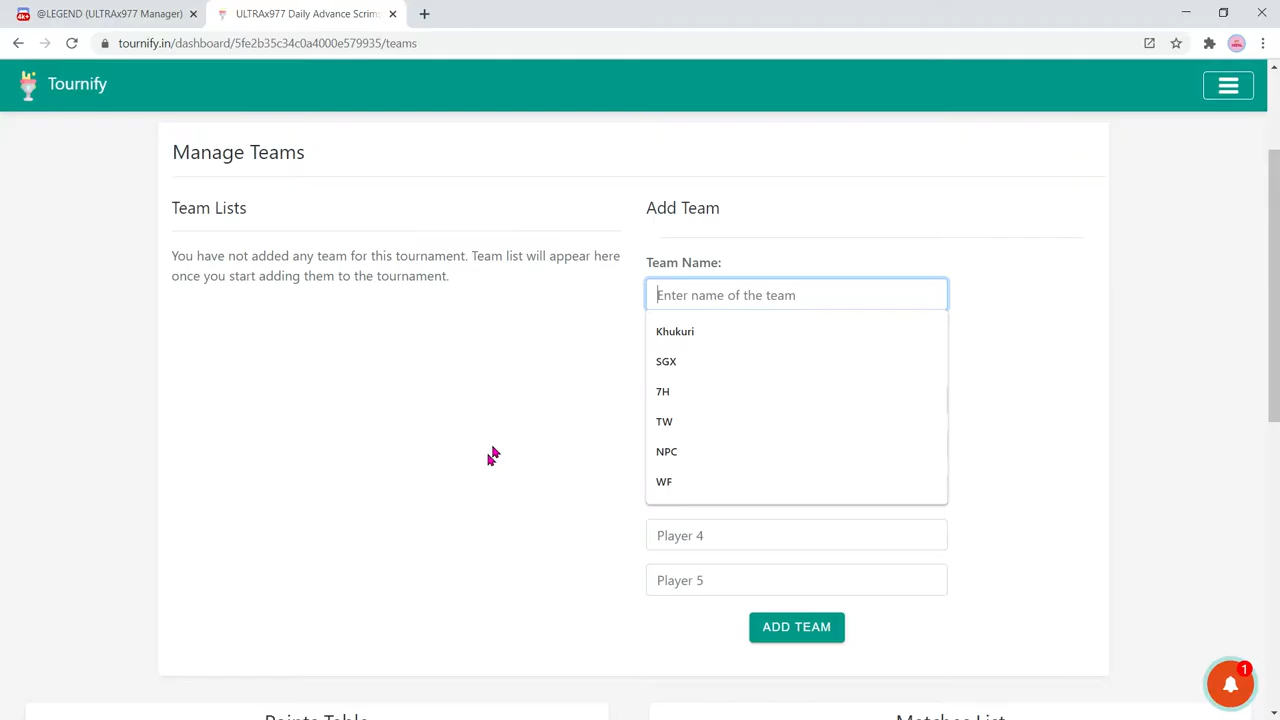 @LEGEND (ULTRAx977 Manager)
ULTRAx977 Daily Advance Scrim
tournify.in/dashboard/5fe2b35c34c0a4000e579935/teams
Tournify
Manage Teams
Team Lists
You have not added any team for this tournament. Team list will appear here
once you start adding them to the tournament.
Add Team
Team Name:
Enter name of the team
Khukuri
SGX
7H
TW
NPC
WF
Player 4
Player 5
ADD TEAM
1
Points Table
Matches List